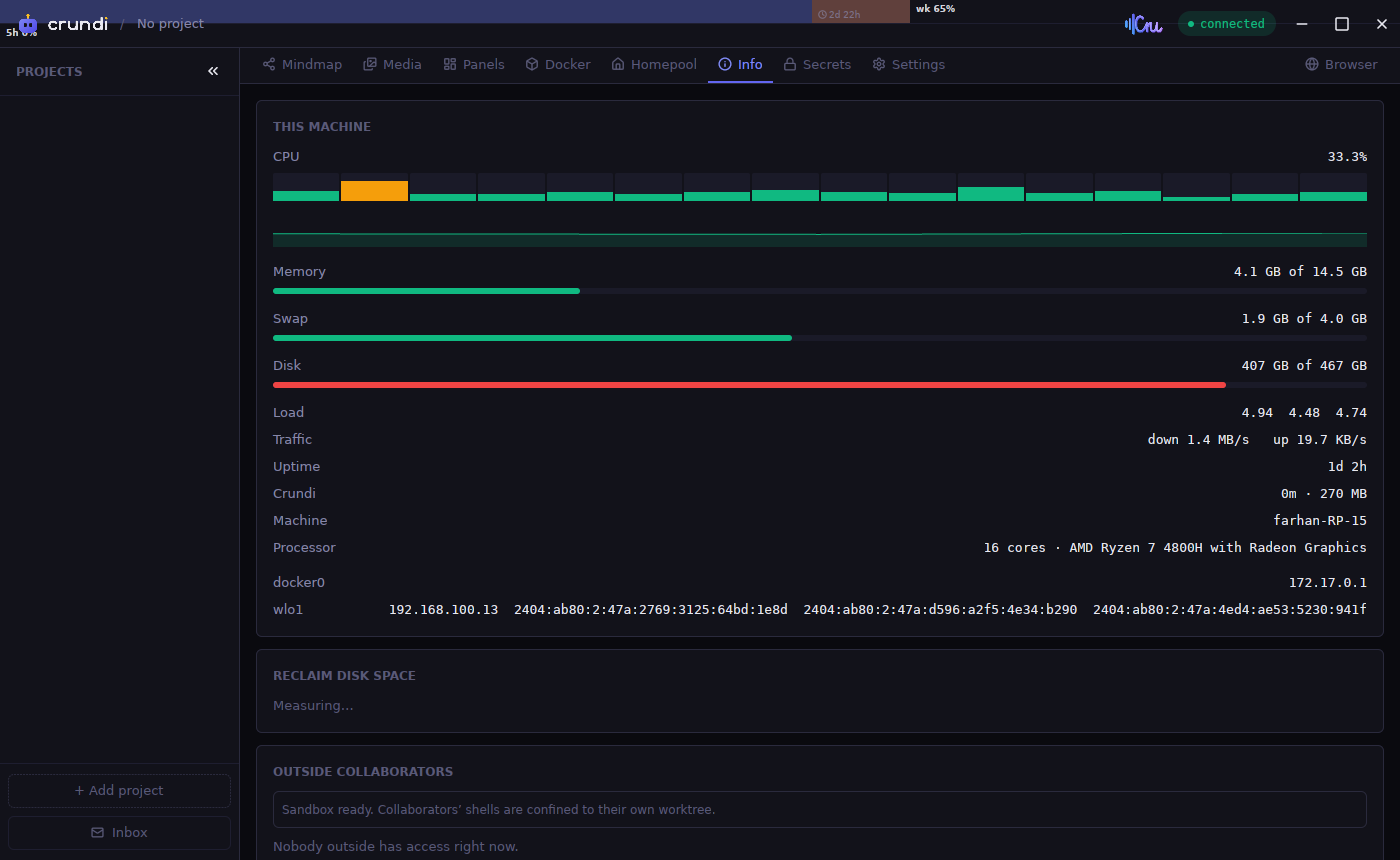 2d 22h
wk 65%
5h 0%
crundi / No project
Cru
connected
PROJECTS
Mindmap
Media
Panels
Docker
Homepool
Info
Secrets
Settings
Browser
THIS MACHINE
CPU 33.3%
Memory 4.1 GB of 14.5 GB
Swap 1.9 GB of 4.0 GB
Disk 407 GB of 467 GB
Load 4.94 4.48 4.74
Traffic down 1.4 MB/s up 19.7 KB/s
Uptime 1d 2h
Crundi 0m · 270 MB
Machine farhan-RP-15
Processor 16 cores · AMD Ryzen 7 4800H with Radeon Graphics
docker0 172.17.0.1
wlo1 192.168.100.13 2404:ab80:2:47a:2769:3125:64bd:1e8d 2404:ab80:2:47a:d596:a2f5:4e34:b290 2404:ab80:2:47a:4ed4:ae53:5230:941f
RECLAIM DISK SPACE
Measuring…
OUTSIDE COLLABORATORS
Sandbox ready. Collaborators’ shells are confined to their own worktree.
Nobody outside has access right now.
+ Add project
Inbox